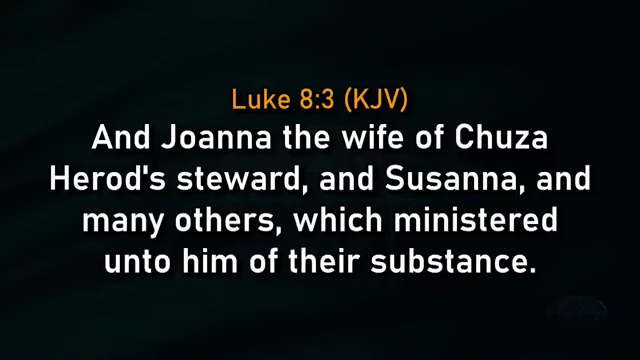 Luke 8:3 (KJV)
And Joanna the wife of Chuza
Herod's steward, and Susanna, and
many others, which ministered
unto him of their substance.